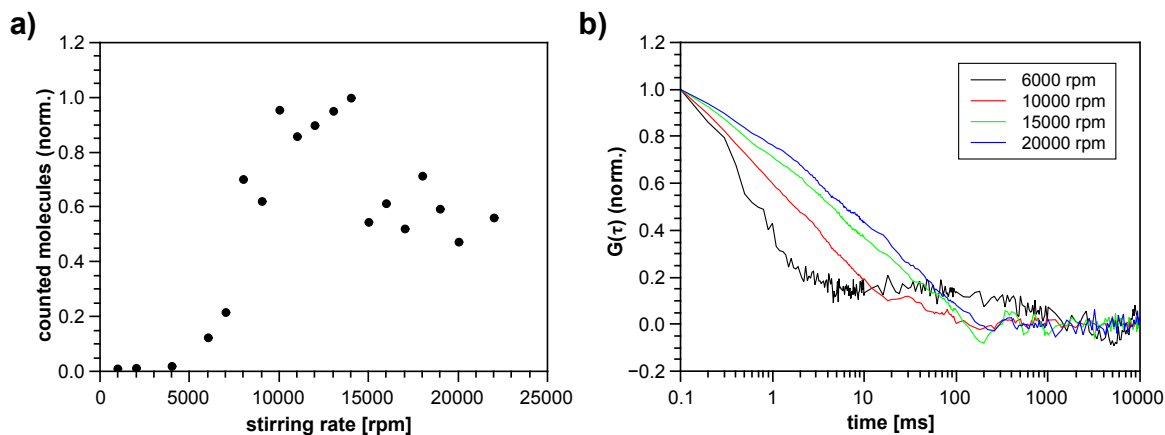 a)
counted molecules (norm.)
1.2
1.0
0.8
0.6
0.4
0.2
0.0
0
5000
10000
15000
20000
25000
stirring rate [rpm]
b)
G(τ) (norm.)
1.2
1.0
0.8
0.6
0.4
0.2
0.0
−0.2
0.1
1
10
100
1000
10000
time [ms]
6000 rpm
10000 rpm
15000 rpm
20000 rpm